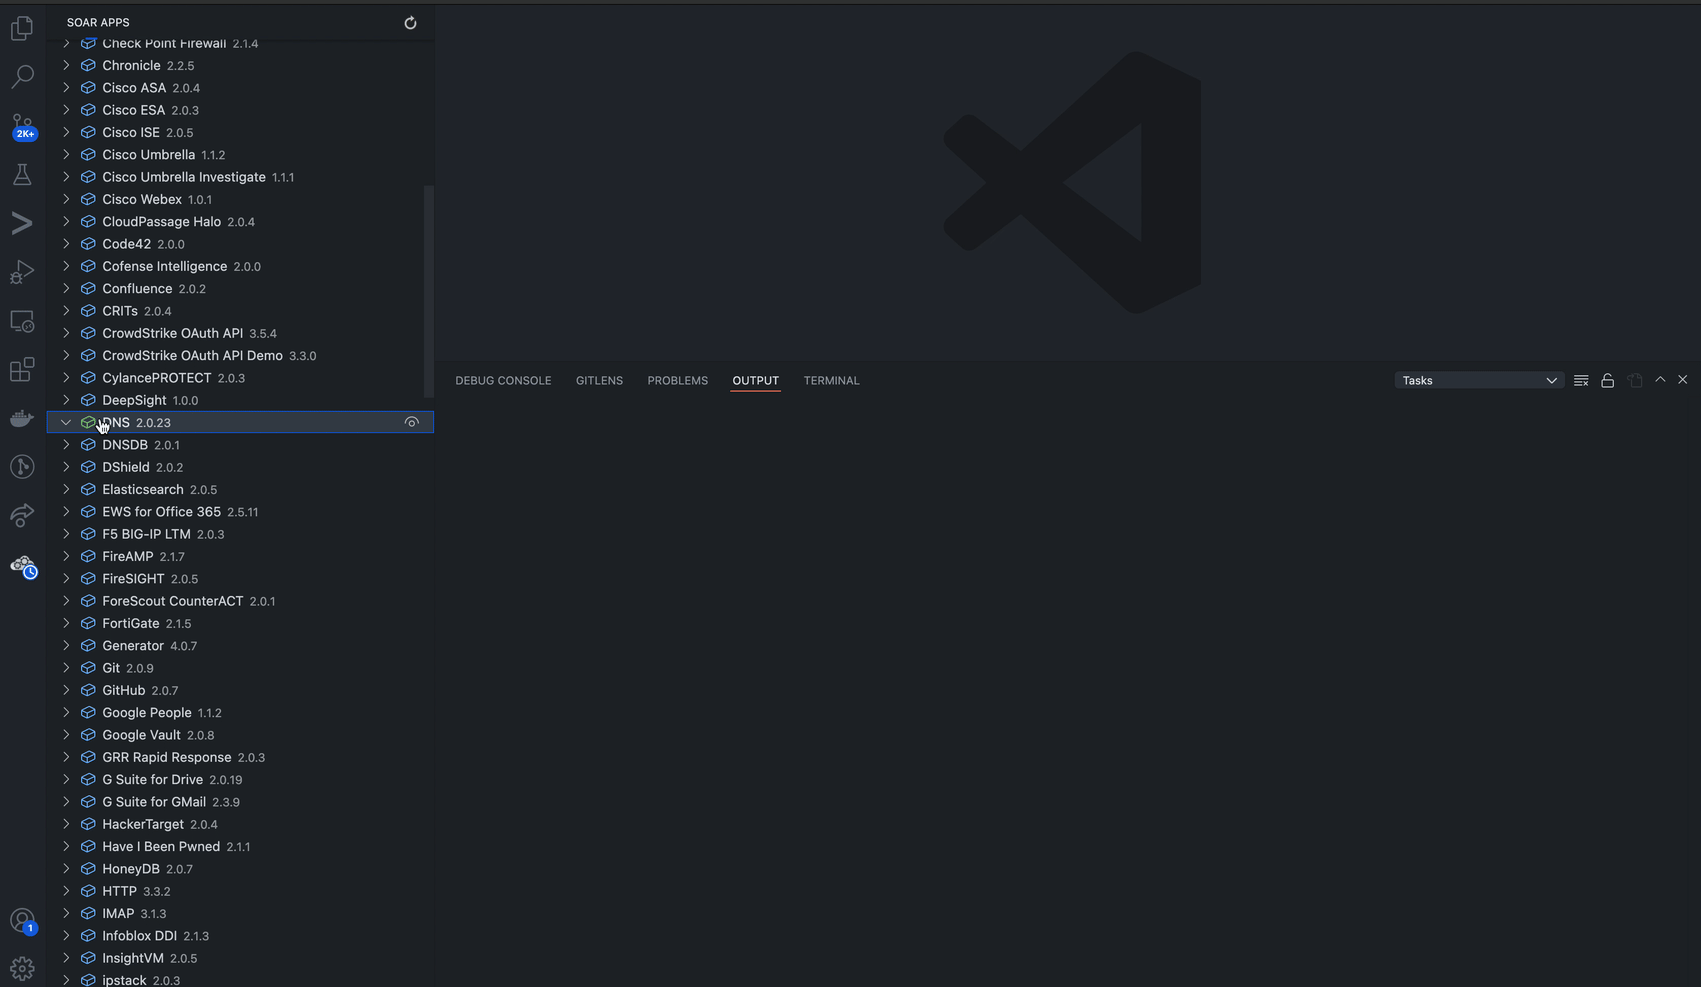 SOAR APPS
Check Point Firewall 2.1.4
Chronicle 2.2.5
Cisco ASA 2.0.4
Cisco ESA 2.0.3
2K+
Cisco ISE 2.0.5
Cisco Umbrella 1.1.2
Cisco Umbrella Investigate 1.1.1
Cisco Webex 1.0.1
CloudPassage Halo 2.0.4
Code42 2.0.0
Cofense Intelligence 2.0.0
Confluence 2.0.2
CRITs 2.0.4
CrowdStrike OAuth API 3.5.4
CrowdStrike OAuth API Demo 3.3.0
CylancePROTECT 2.0.3
DeepSight 1.0.0
DNS 2.0.23
DNSDB 2.0.1
DShield 2.0.2
Elasticsearch 2.0.5
EWS for Office 365 2.5.11
F5 BIG-IP LTM 2.0.3
FireAMP 2.1.7
FireSIGHT 2.0.5
ForeScout CounterACT 2.0.1
FortiGate 2.1.5
Generator 4.0.7
Git 2.0.9
GitHub 2.0.7
Google People 1.1.2
Google Vault 2.0.8
GRR Rapid Response 2.0.3
G Suite for Drive 2.0.19
G Suite for GMail 2.3.9
HackerTarget 2.0.4
Have I Been Pwned 2.1.1
HoneyDB 2.0.7
HTTP 3.3.2
IMAP 3.1.3
1
Infoblox DDI 2.1.3
InsightVM 2.0.5
ipstack 2.0.3
DEBUG CONSOLE GITLENS PROBLEMS OUTPUT TERMINAL Tasks